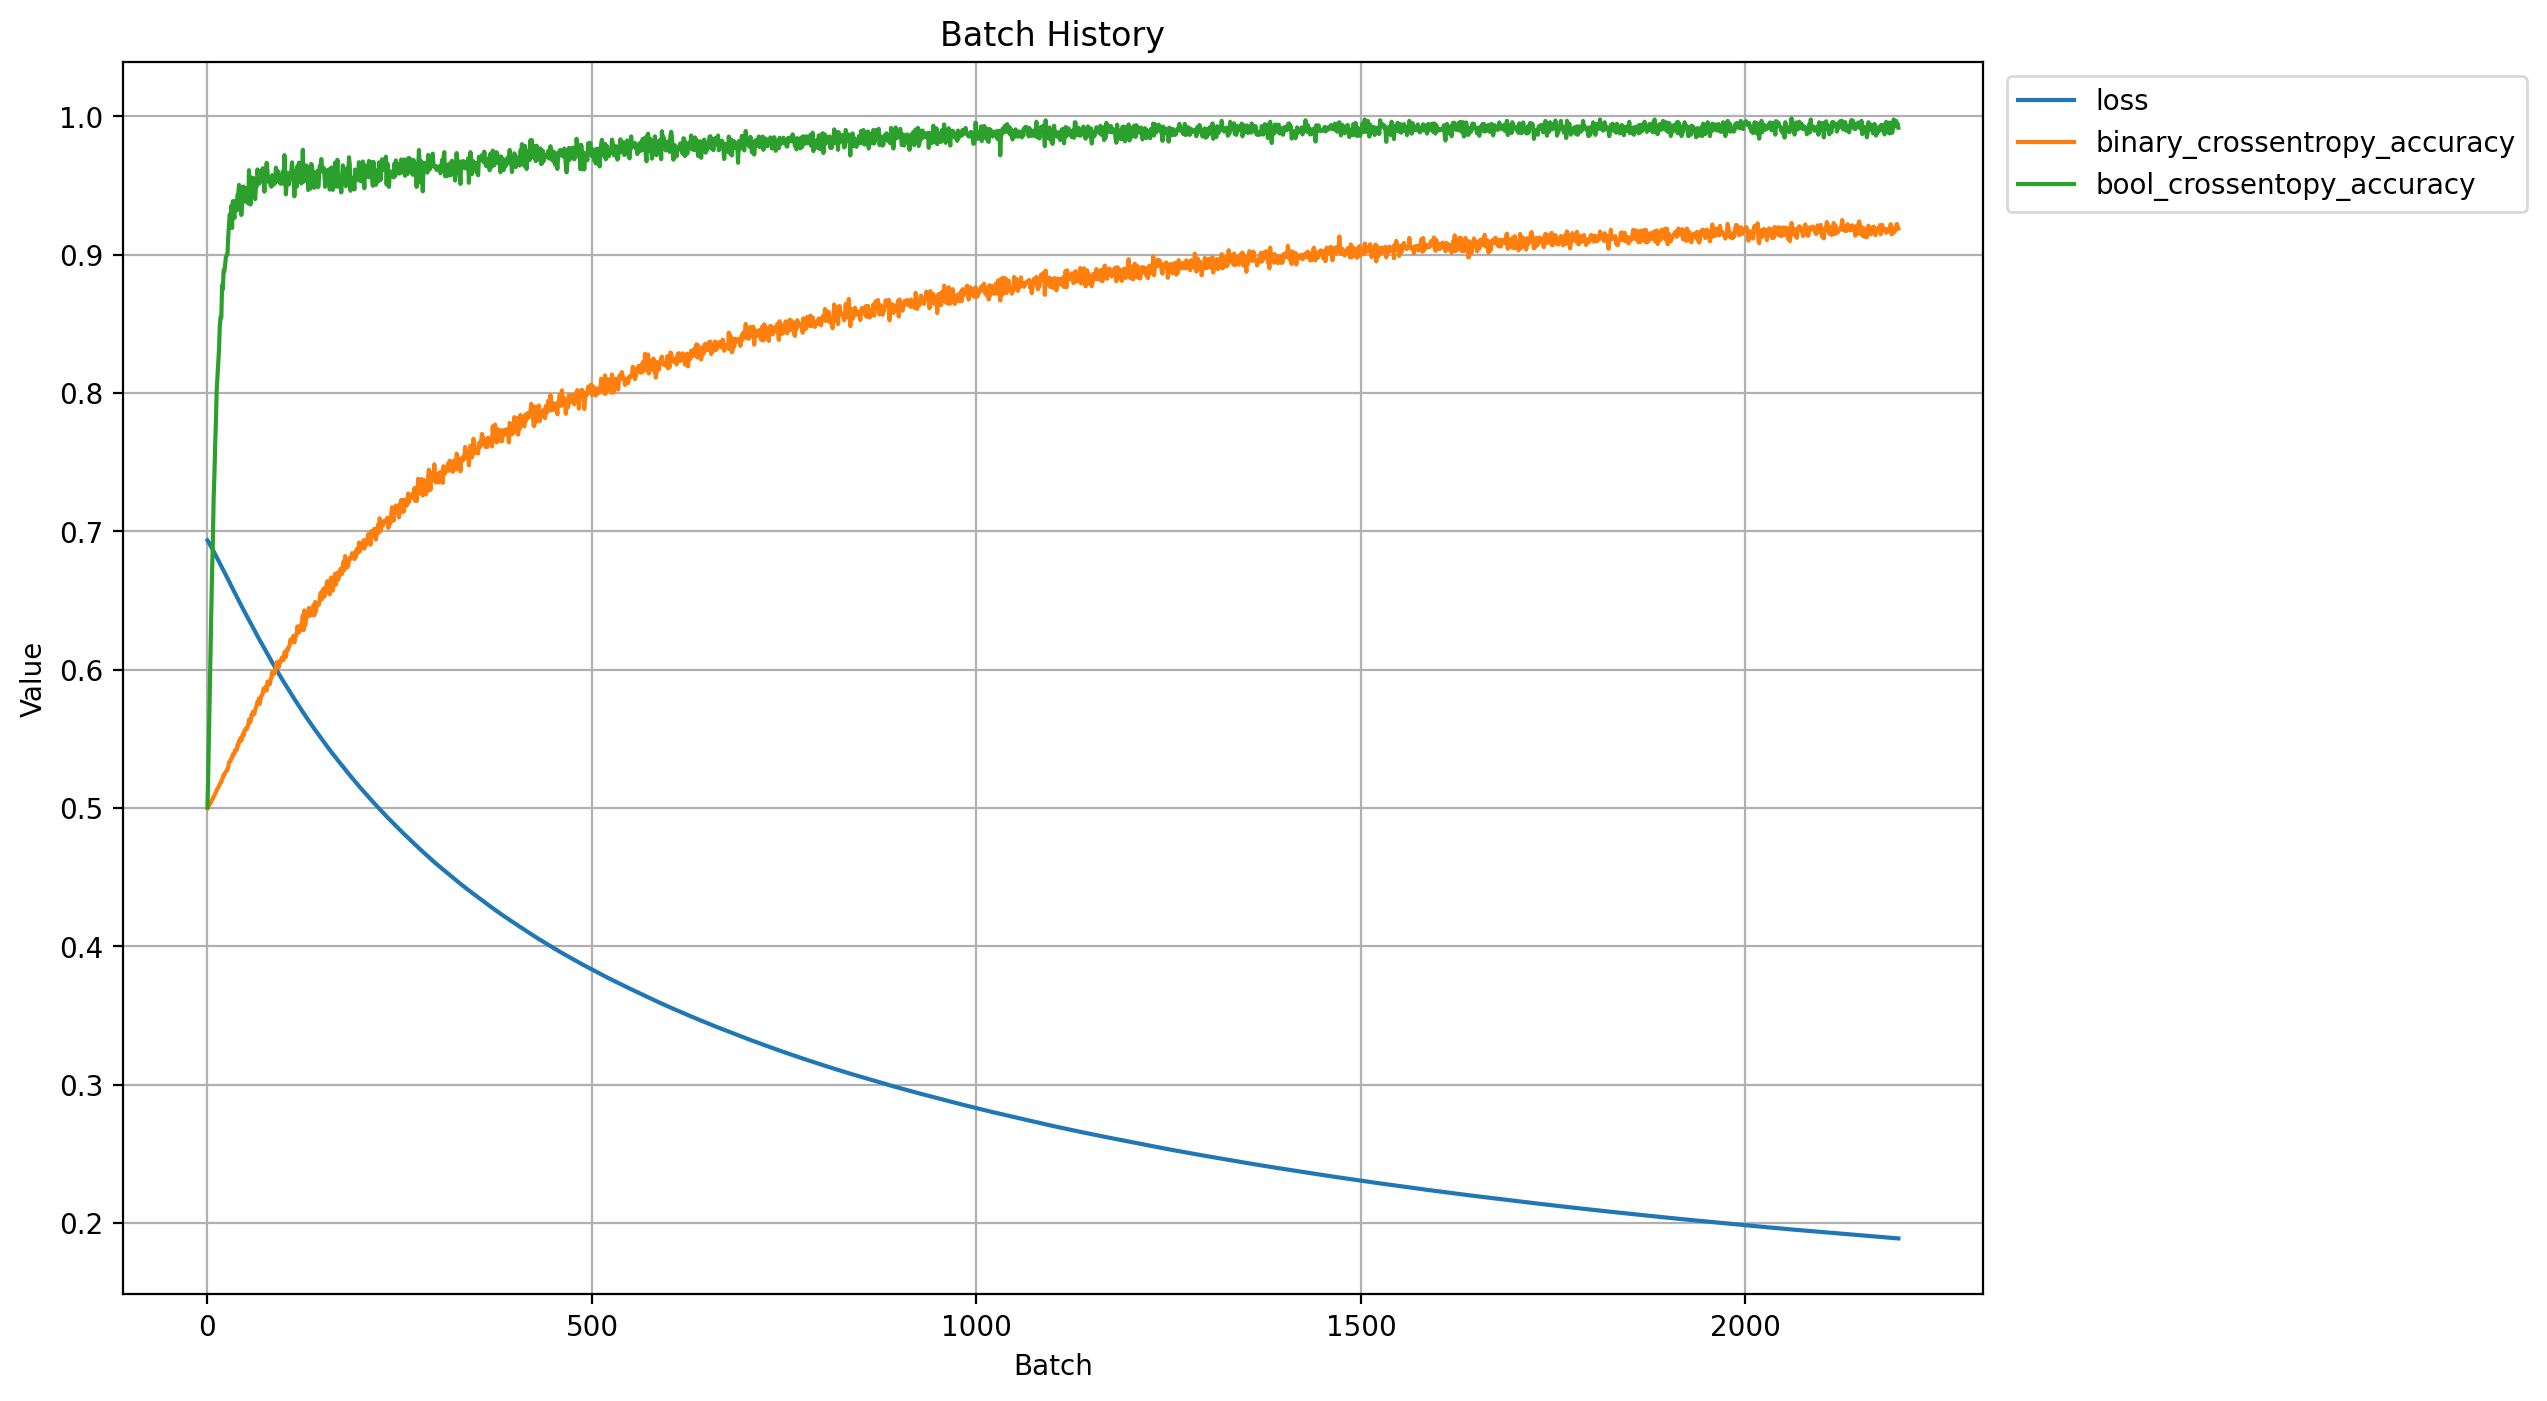 Batch History
loss
binary_crossentropy_accuracy
bool_crossentopy_accuracy
1.0
0.9
0.8
0.7
0.6
0.5
0.4
0.3
0.2
Value
0 500 1000 1500 2000
Batch